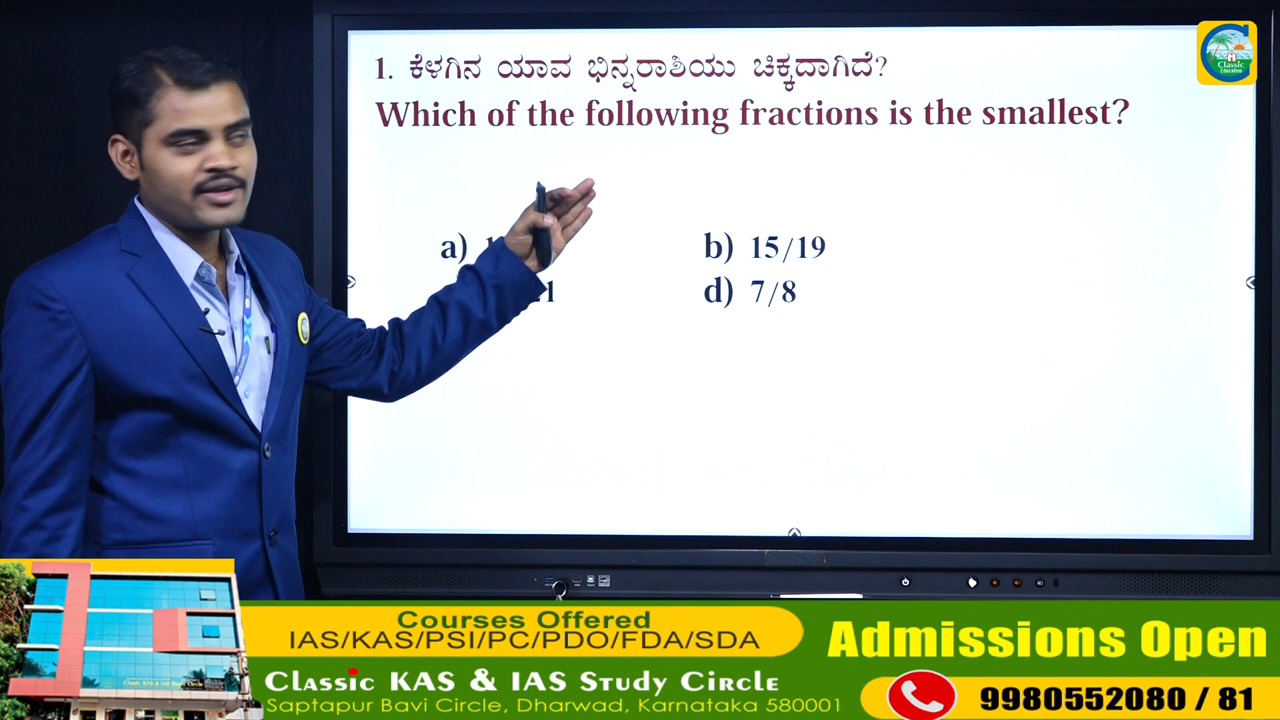 1. ಕೆಳಗಿನ ಯಾವ ಭಿನ್ನರಾಶಿಯು ಚಿಕ್ಕದಾಗಿದೆ?
Which of the following fractions is the smallest?
a)
b) 15/19
d) 7/8
Classic
Education
Courses Offered
IAS/KAS/PSI/PC/PDO/FDA/SDA
Classic KAS & IAS Study Circle
Saptapur Bavi Circle, Dharwad, Karnataka 580001
Admissions Open
9980552080 / 81